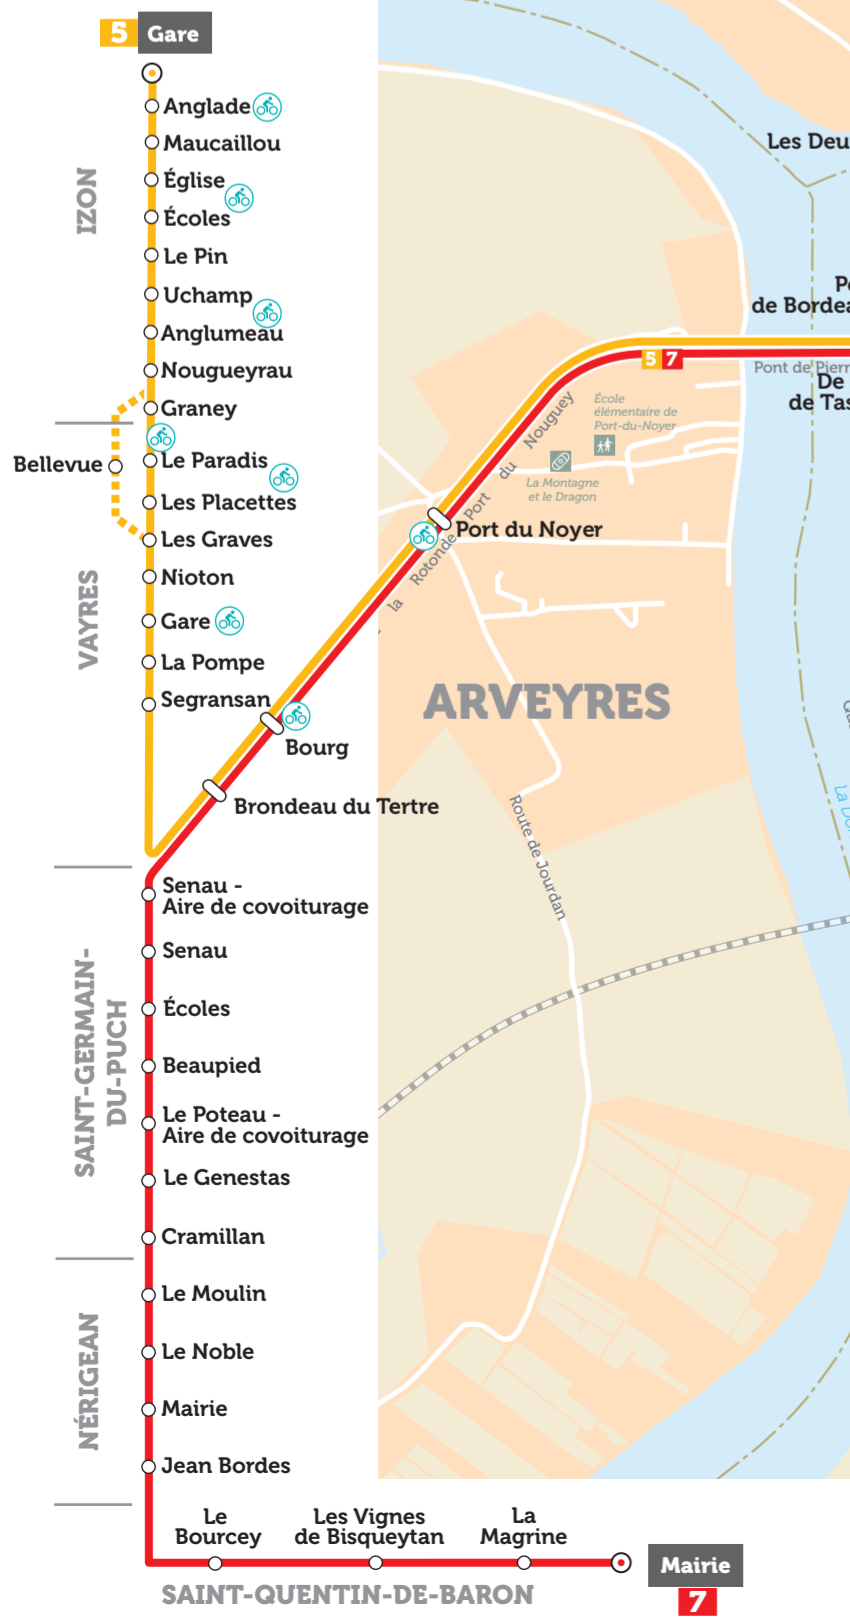 5 Gare
Anglade
Maucaillou
Église
Écoles
Le Pin
Uchamp
Anglumeau
Nougueyrau
Graney
IZON
Bellevue
Le Paradis
Les Placettes
Les Graves
Nioton
Gare
La Pompe
Segransan
VAYRES
Bourg
Brondeau du Tertre
Port du Noyer
Les Deu
Po
de Bordea
5 7
Pont de Pierr
De
de Tas
École
élémentaire de
Port-du-Noyer
La Montagne
et le Dragon
la Rotonde Port du Nouguey
ARVEYRES
Route de Jourdan
La Do
Senau -
Aire de covoiturage
Senau
Écoles
Beaupied
Le Poteau -
Aire de covoiturage
Le Genestas
Cramillan
SAINT-GERMAIN-
DU-PUCH
Le Moulin
Le Noble
Mairie
Jean Bordes
NÉRIGEAN
Le
Bourcey
Les Vignes
de Bisqueytan
La
Magrine
Mairie
7
SAINT-QUENTIN-DE-BARON